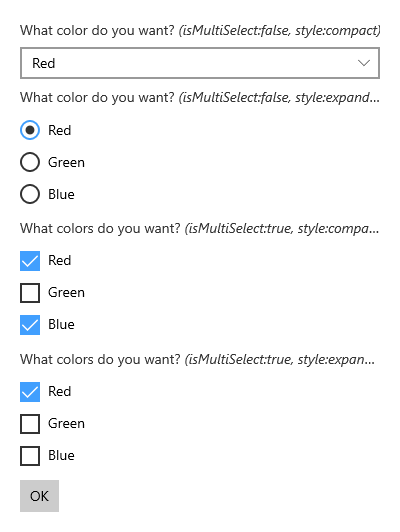 What color do you want? (isMultiSelect:false, style:compact)
Red
What color do you want? (isMultiSelect:false, style:expand...
Red
Green
Blue
What colors do you want? (isMultiSelect:true, style:compa...
Red
Green
Blue
What colors do you want? (isMultiSelect:true, style:expan...
Red
Green
Blue
OK